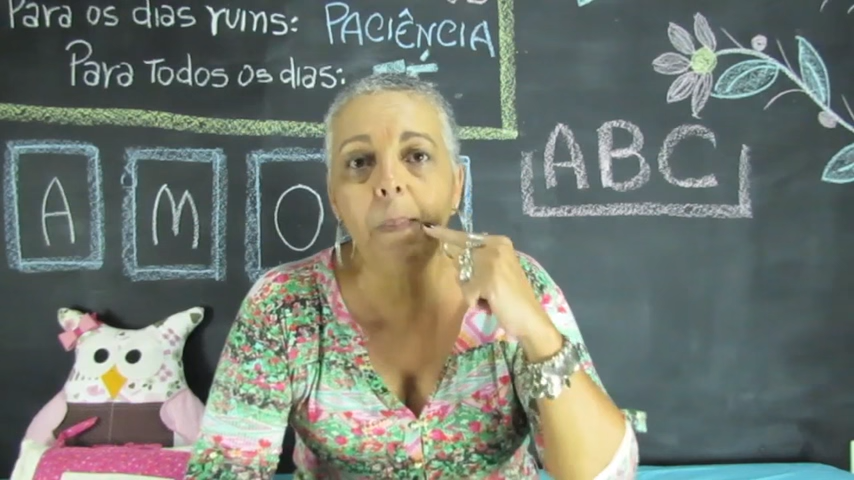 Para os dias ruins: PACIÊNCIA
Para Todos os dias:
A M O
ABC